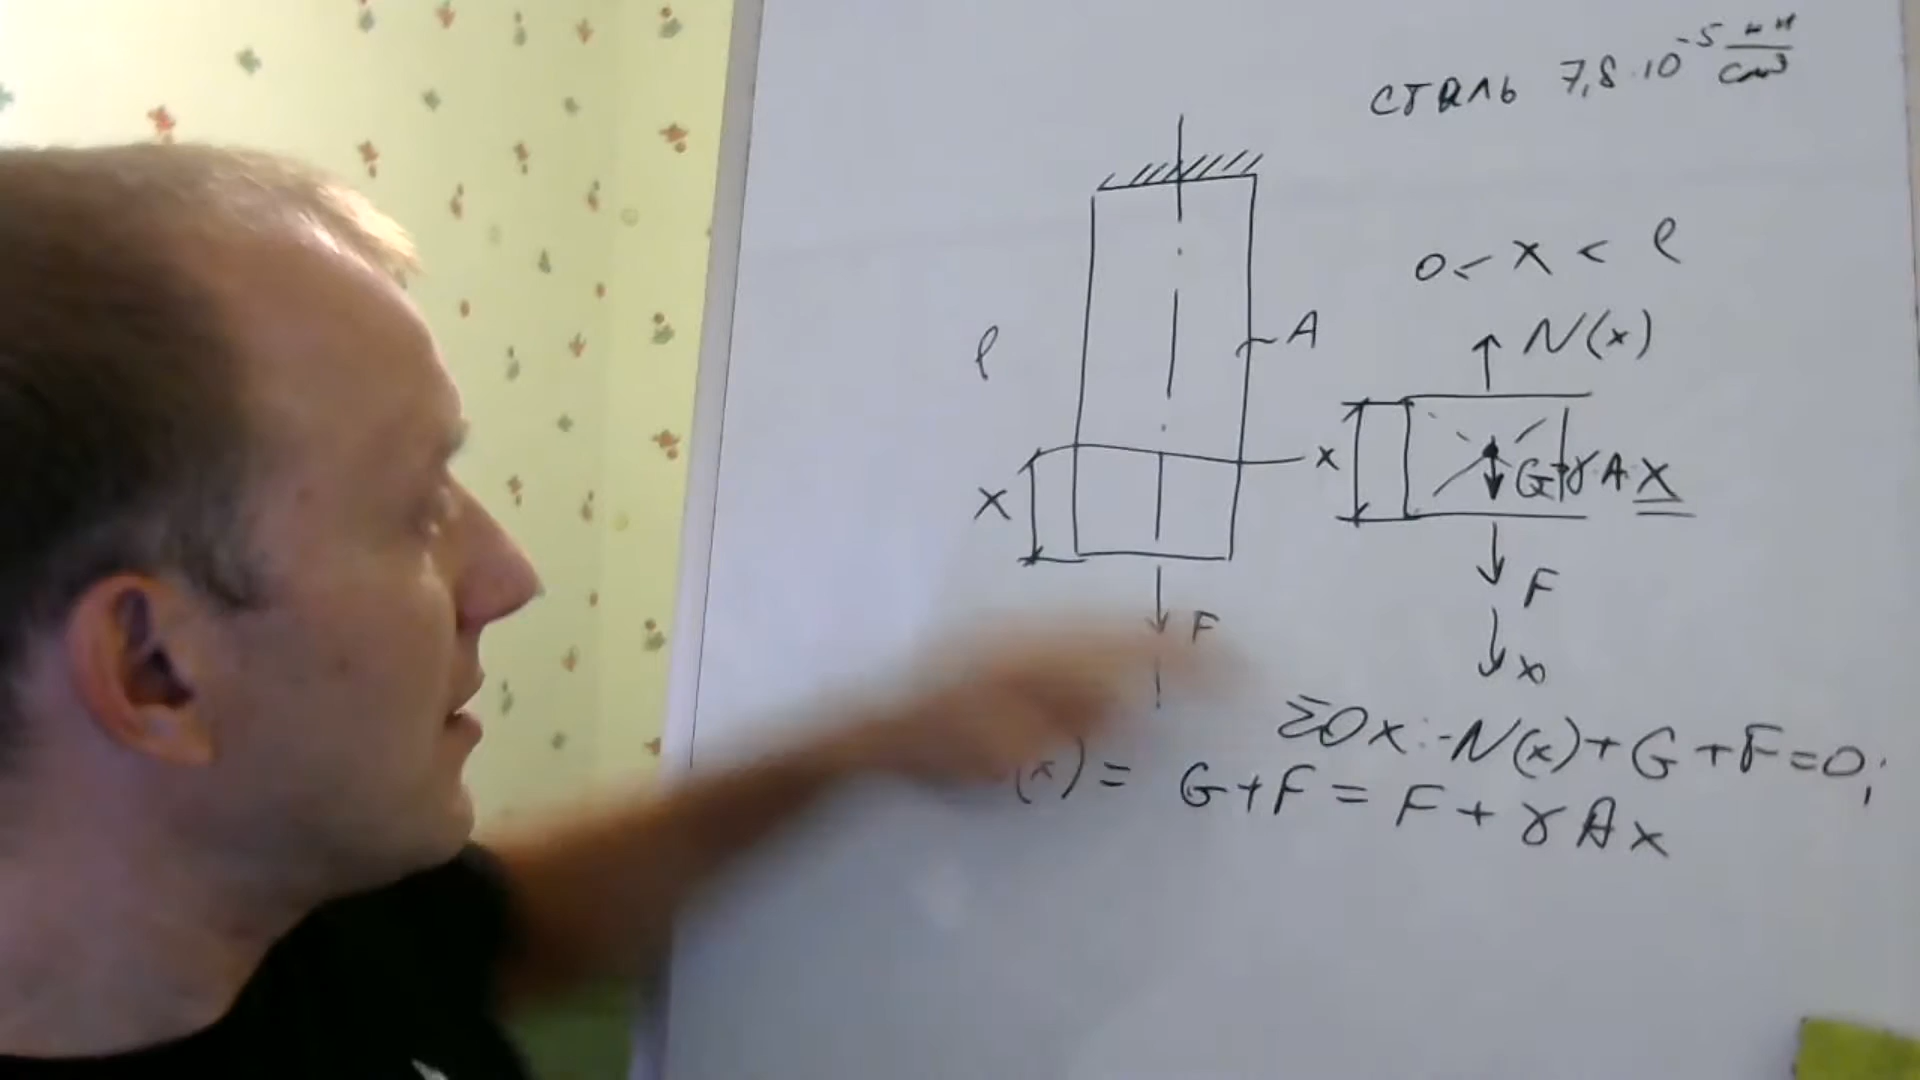 сталь 7,8·10⁻⁵ кн/см³
0 < x < ℓ
N(x)
A
ℓ
x
x
G=γAx
F
F
x
ΣOx: -N(x)+G+F=0;
(x) = G+F = F + γAx